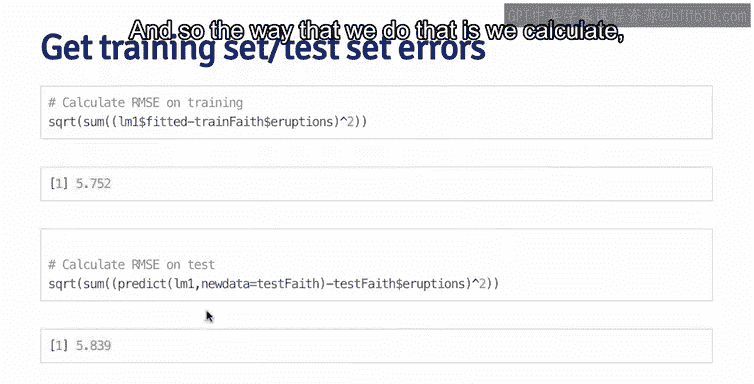 And so the way that we do that is we calculate,
Get training set/test set errors
# Calculate RMSE on training
sqrt(sum((lm1$fitted-trainFaith$eruptions)^2))
[1] 5.752
# Calculate RMSE on test
sqrt(sum((predict(lm1,newdata=testFaith)-testFaith$eruptions)^2))
[1] 5.839